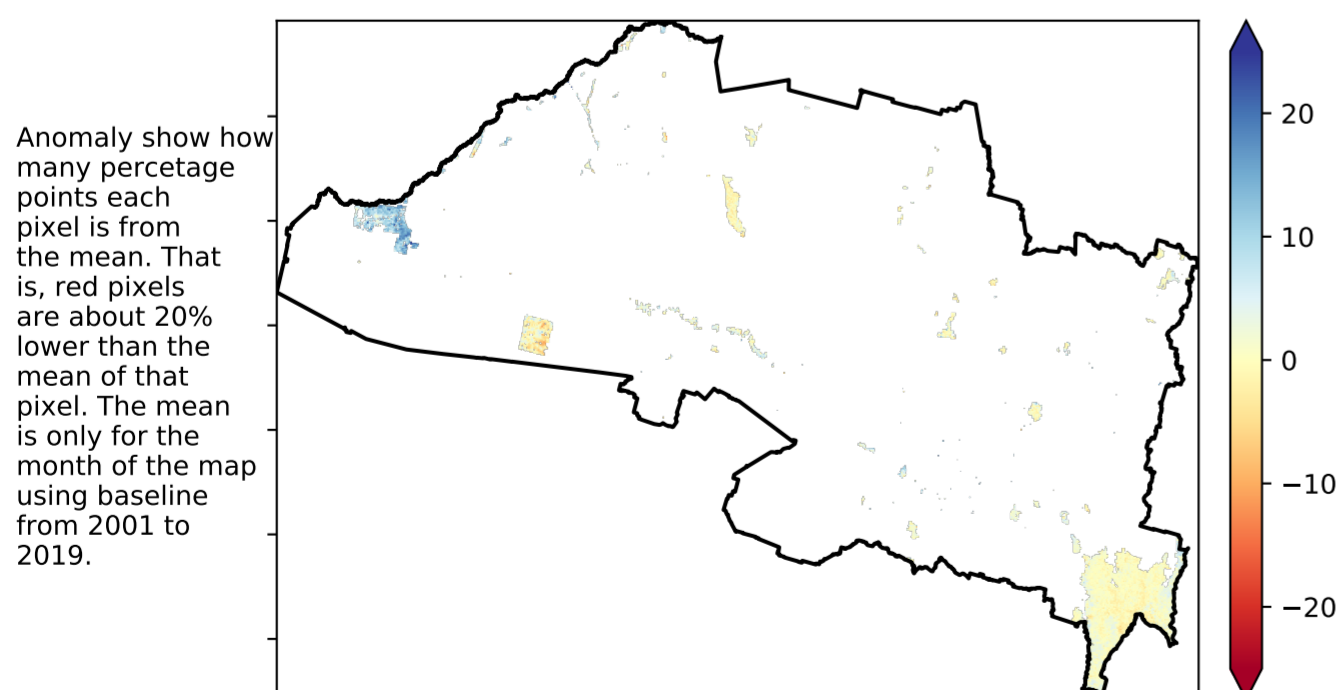 Anomaly show how
many percetage
points each
pixel is from
the mean. That
is, red pixels
are about 20%
lower than the
mean of that
pixel. The mean
is only for the
month of the map
using baseline
from 2001 to
2019.
20
10
0
−10
−20